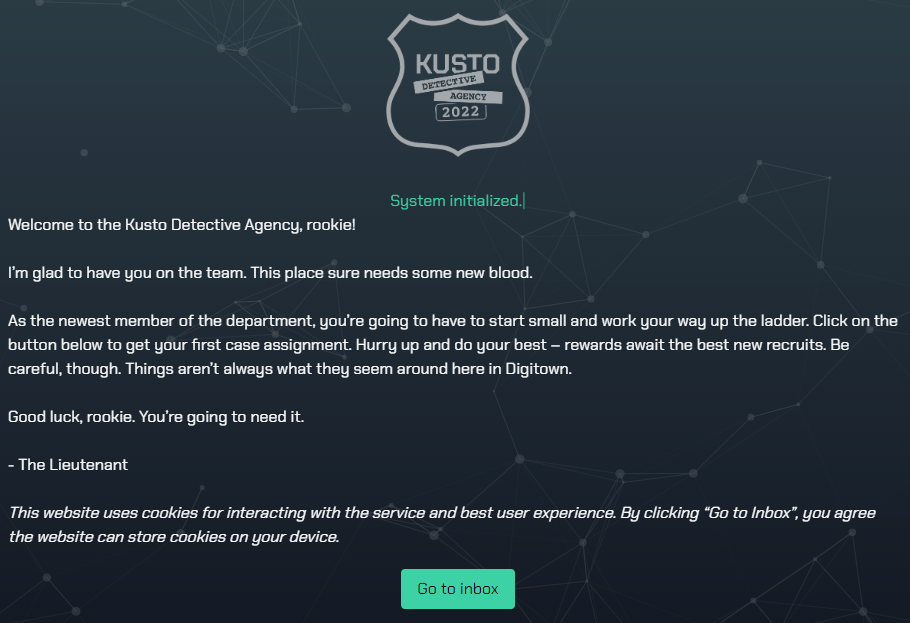 KUSTO
DETECTIVE
AGENCY
2022
System initialized.
Welcome to the Kusto Detective Agency, rookie!
I'm glad to have you on the team. This place sure needs some new blood.
As the newest member of the department, you're going to have to start small and work your way up the ladder. Click on the
button below to get your first case assignment. Hurry up and do your best – rewards await the best new recruits. Be
careful, though. Things aren't always what they seem around here in Digitown.
Good luck, rookie. You're going to need it.
- The Lieutenant
This website uses cookies for interacting with the service and best user experience. By clicking “Go to Inbox”, you agree
the website can store cookies on your device.
Go to inbox